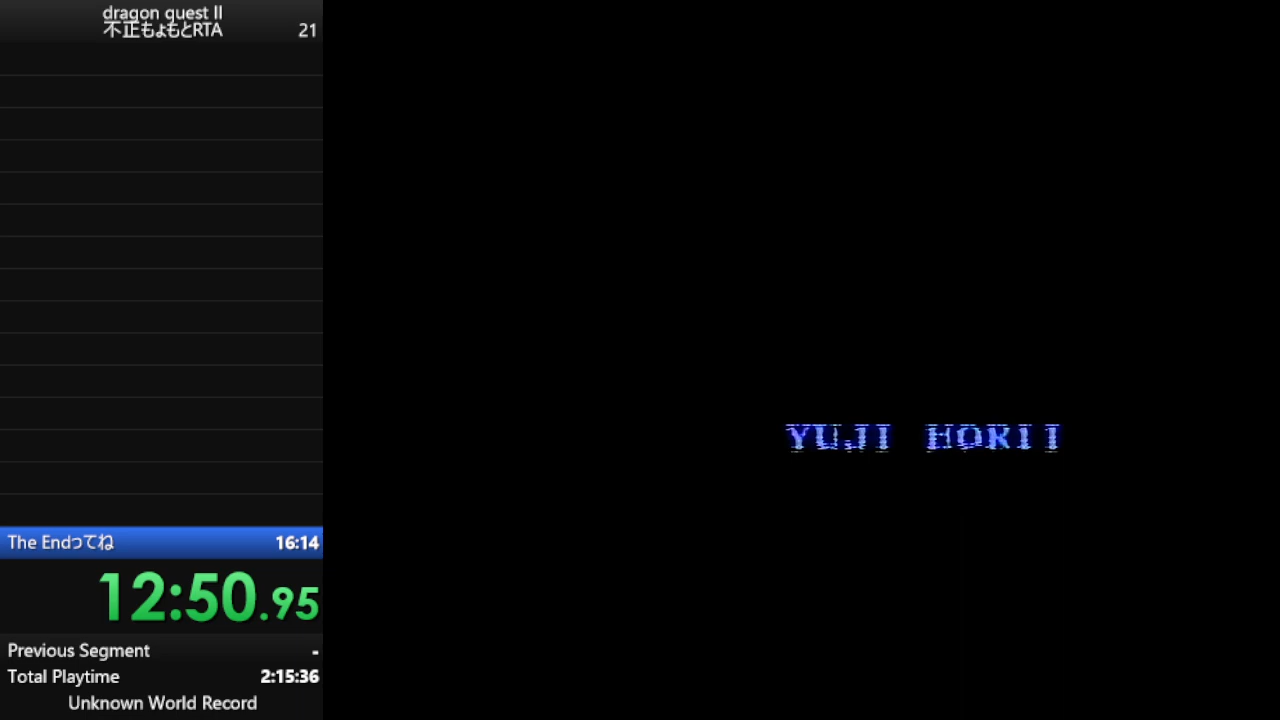 dragon quest II
不正もょもとRTA
21
The Endってね 16:14
12:50.95
Previous Segment -
Total Playtime 2:15:36
Unknown World Record
YUJI HORII